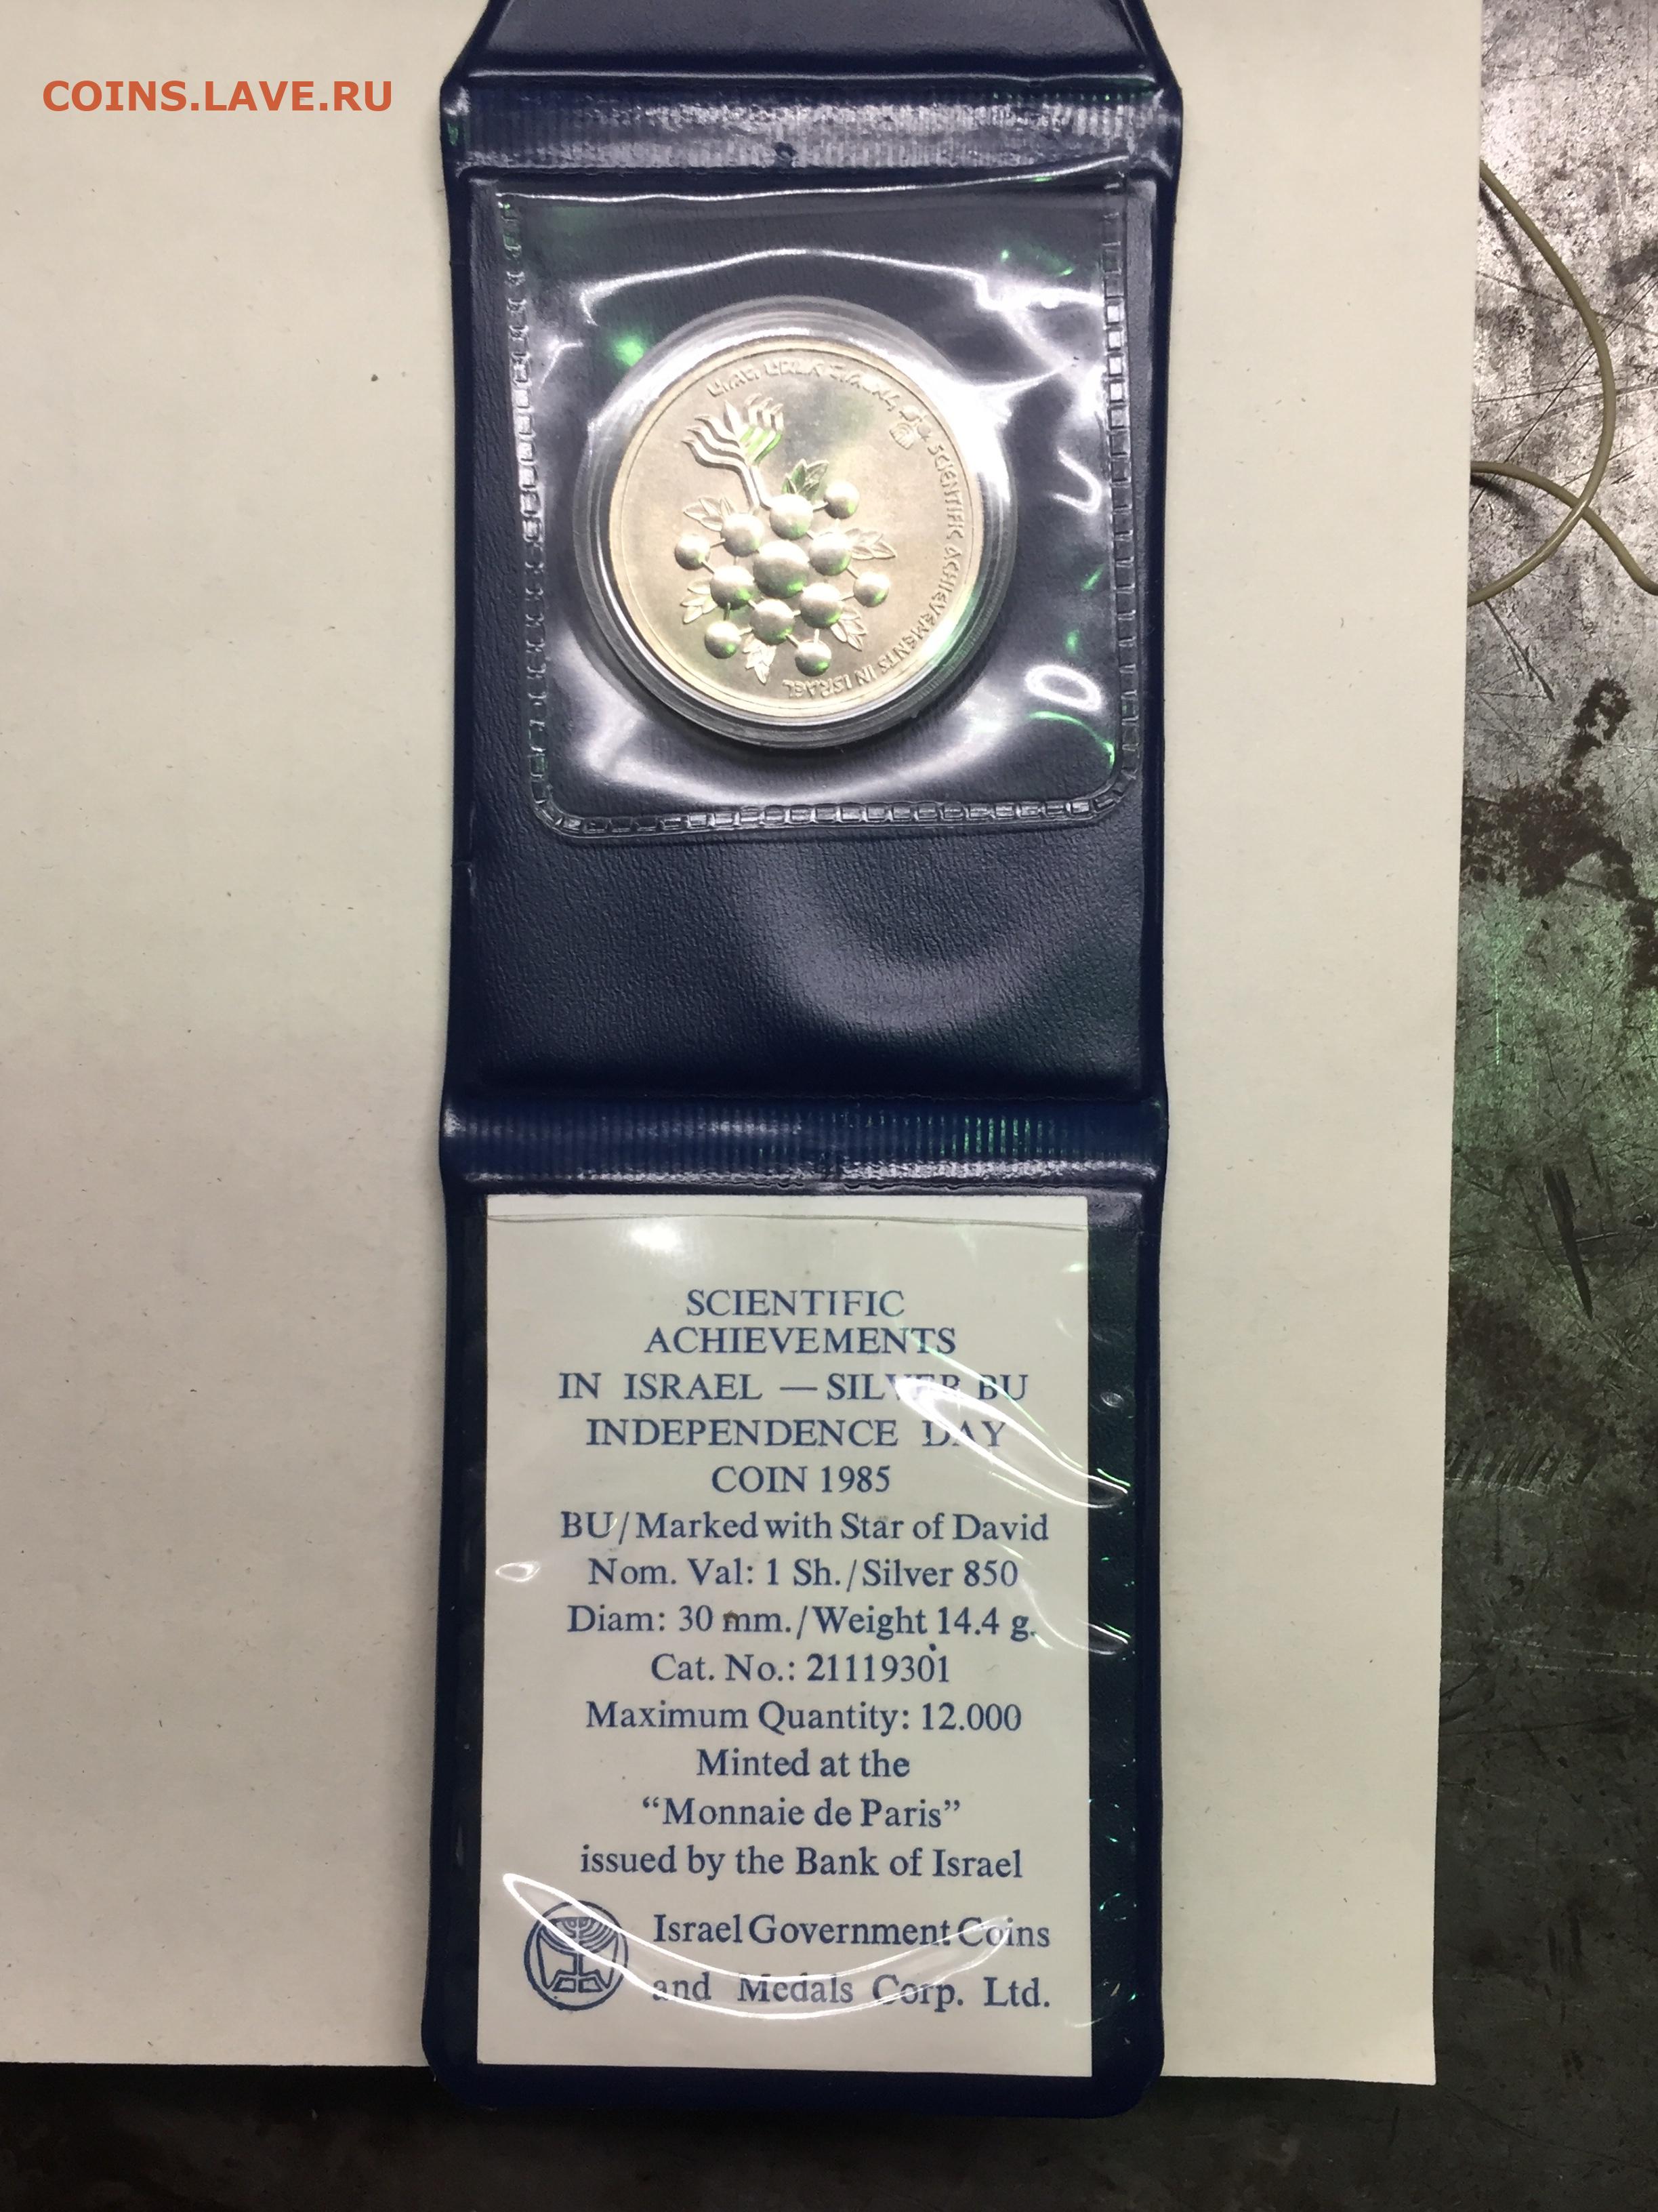 COINS.LAVE.RU
SCIENTIFIC ACHIEVEMENTS IN ISRAEL
SCIENTIFIC
ACHIEVEMENTS
IN ISRAEL — SILVER BU
INDEPENDENCE DAY
COIN 1985
BU/Marked with Star of David
Nom. Val: 1 Sh./Silver 850
Diam: 30 mm./Weight 14.4 g.
Cat. No.: 21119301
Maximum Quantity: 12.000
Minted at the
“Monnaie de Paris”
issued by the Bank of Israel
Israel Government Coins
and Medals Corp. Ltd.